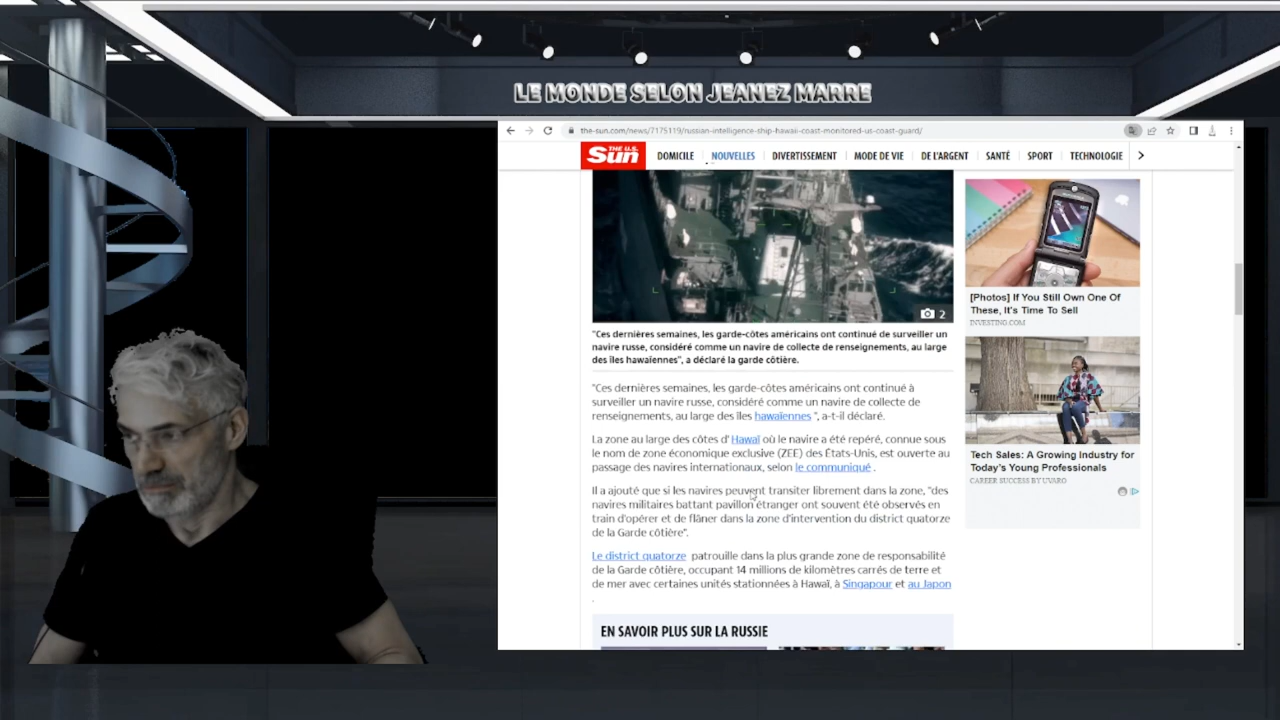 LE MONDE SELON JEANEZ MARRE
the-sun.com/news/7175119/russian-intelligence-ship-hawaii-coast-monitored-us-coast-guard/
THE U.S. Sun
DOMICILE NOUVELLES DIVERTISSEMENT MODE DE VIE DE L'ARGENT SANTÉ SPORT TECHNOLOGIE
2
"Ces dernières semaines, les garde-côtes américains ont continué de surveiller un
navire russe, considéré comme un navire de collecte de renseignements, au large
des îles hawaïennes", a déclaré la garde côtière.
"Ces dernières semaines, les garde-côtes américains ont continué à
surveiller un navire russe, considéré comme un navire de collecte de
renseignements, au large des îles hawaïennes ", a-t-il déclaré.
La zone au large des côtes d' Hawaï où le navire a été repéré, connue sous
le nom de zone économique exclusive (ZEE) des États-Unis, est ouverte au
passage des navires internationaux, selon le communiqué .
Il a ajouté que si les navires peuvent transiter librement dans la zone, "des
navires militaires battant pavillon étranger ont souvent été observés en
train d'opérer et de flâner dans la zone d'intervention du district quatorze
de la Garde côtière".
Le district quatorze patrouille dans la plus grande zone de responsabilité
de la Garde côtière, occupant 14 millions de kilomètres carrés de terre et
de mer avec certaines unités stationnées à Hawaï, à Singapour et au Japon
.
EN SAVOIR PLUS SUR LA RUSSIE
[Photos] If You Still Own One Of
These, It's Time To Sell
INVESTING.COM
Tech Sales: A Growing Industry for
Today's Young Professionals
CAREER SUCCESS BY UVARO